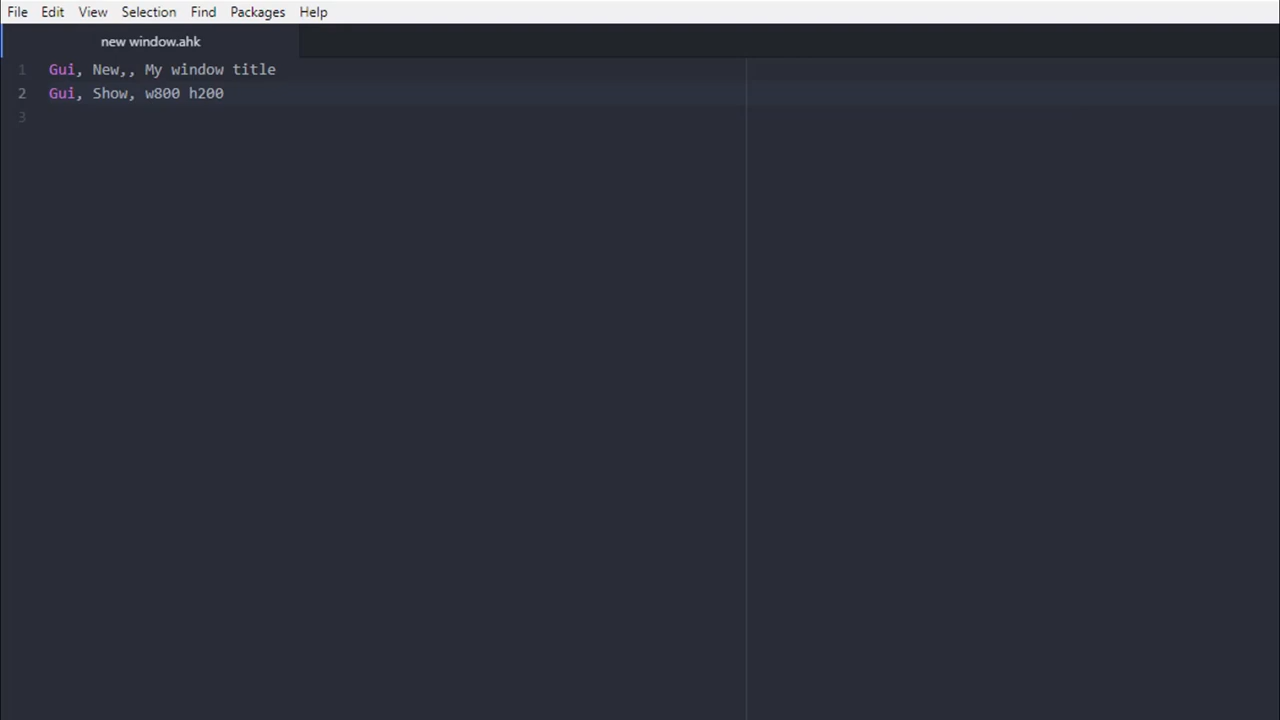 File Edit View Selection Find Packages Help
new window.ahk
1 Gui, New,, My window title
2 Gui, Show, w800 h200
3